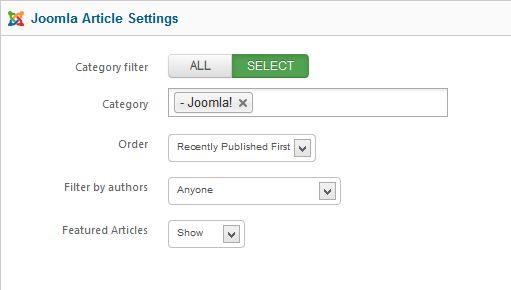 Joomla Article Settings
Category filter ALL SELECT
Category - Joomla! ×
Order Recently Published First
Filter by authors Anyone
Featured Articles Show